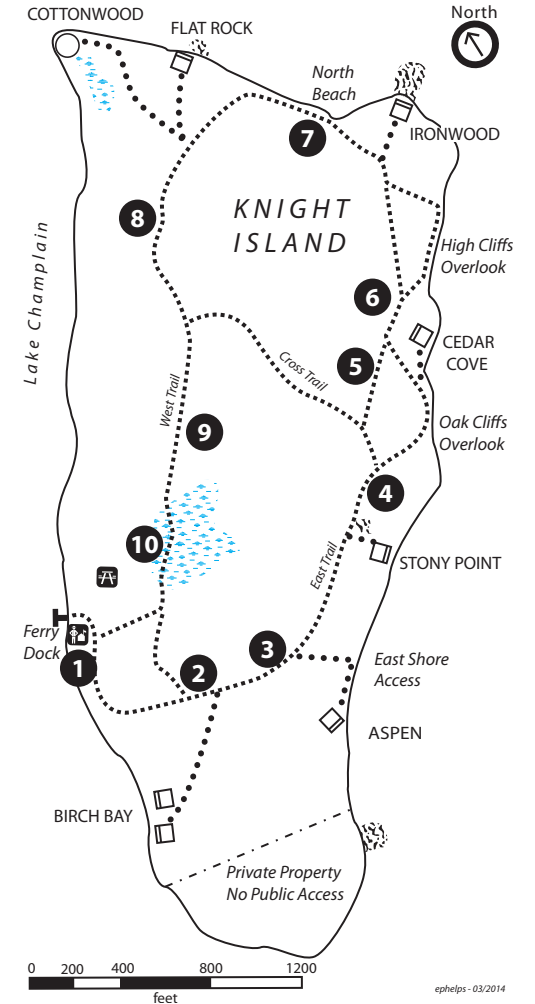 COTTONWOOD
FLAT ROCK
North
North
Beach
IRONWOOD
7
KNIGHT
ISLAND
8
High Cliffs
Overlook
Lake Champlain
6
CEDAR
COVE
5
Cross Trail
West Trail
Oak Cliffs
Overlook
9
4
10
STONY POINT
East Trail
Ferry
Dock
1
2
3
East Shore
Access
ASPEN
BIRCH BAY
Private Property
No Public Access
0 200 400 800 1200
feet
ephelps - 03/2014